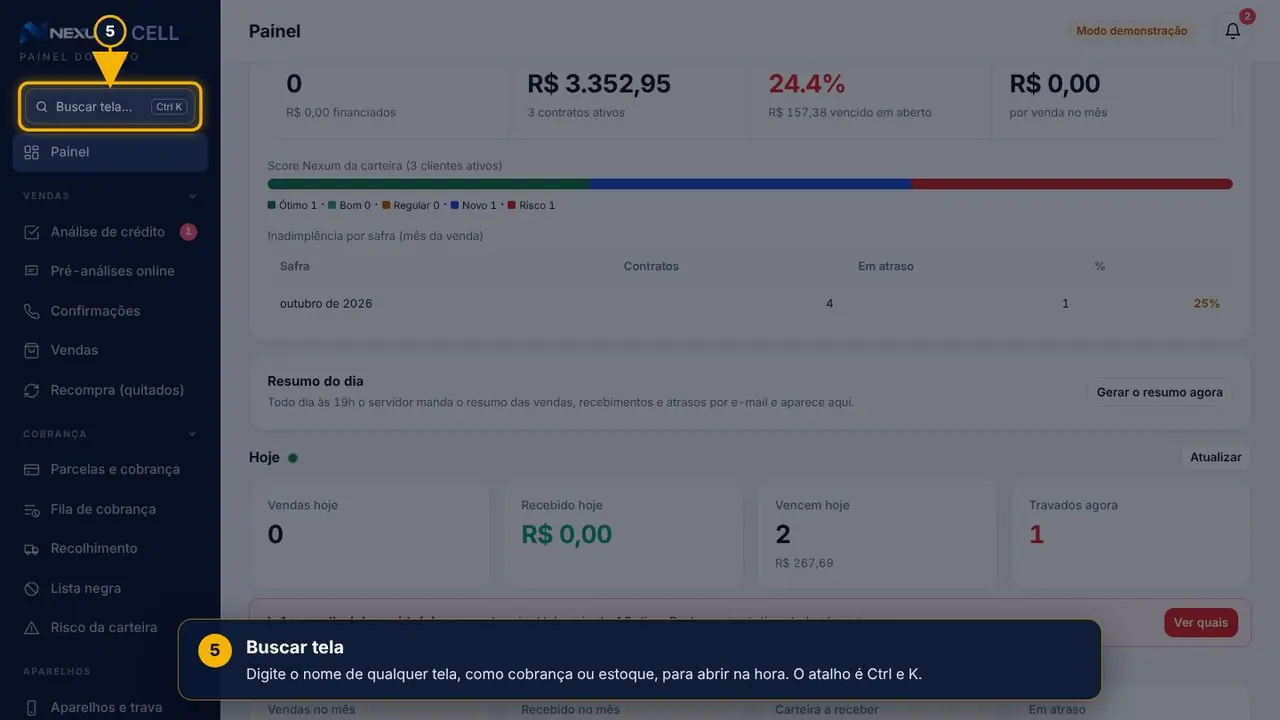 NEXU
CELL
5
PAINEL DO
Buscar tela... Ctrl K
Painel
VENDAS
Análise de crédito 1
Pré-análises online
Confirmações
Vendas
Recompra (quitados)
COBRANÇA
Parcelas e cobrança
Fila de cobrança
Recolhimento
Lista negra
Risco da carteira
APARELHOS
Aparelhos e trava
Painel
Modo demonstração
2
0
R$ 0,00 financiados
R$ 3.352,95
3 contratos ativos
24.4%
R$ 157,38 vencido em aberto
R$ 0,00
por venda no mês
Score Nexum da carteira (3 clientes ativos)
Ótimo 1 · Bom 0 · Regular 0 · Novo 1 · Risco 1
Inadimplência por safra (mês da venda)
Safra Contratos Em atraso %
outubro de 2026 4 1 25%
Resumo do dia
Todo dia às 19h o servidor manda o resumo das vendas, recebimentos e atrasos por e-mail e aparece aqui.
Gerar o resumo agora
Hoje
Atualizar
Vendas hoje
0
Recebido hoje
R$ 0,00
Vencem hoje
2
R$ 267,69
Travados agora
1
Ver quais
5
Buscar tela
Digite o nome de qualquer tela, como cobrança ou estoque, para abrir na hora. O atalho é Ctrl e K.
Vendas no mês
Recebido no mês
Carteira a receber
Em atraso